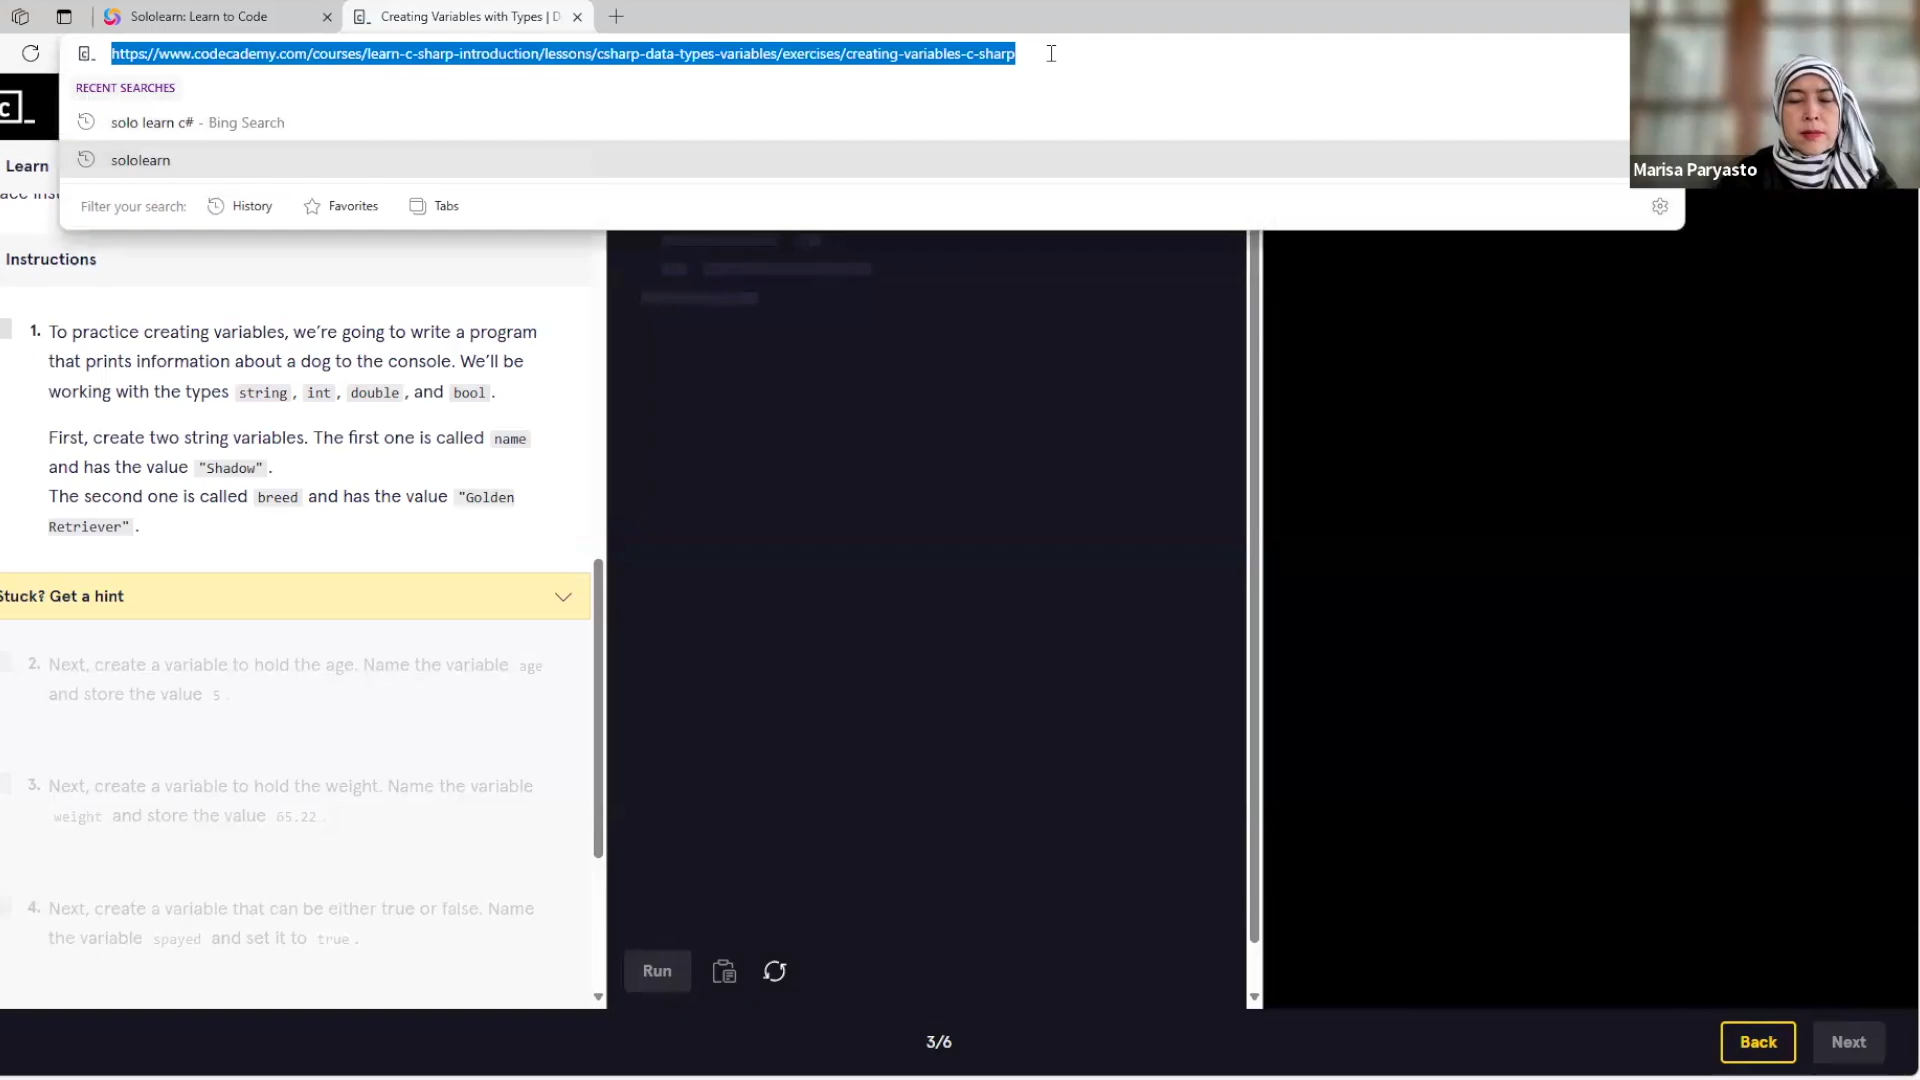 Sololearn: Learn to Code
Creating Variables with Types | D
https://www.codecademy.com/courses/learn-c-sharp-introduction/lessons/csharp-data-types-variables/exercises/creating-variables-c-sharp
RECENT SEARCHES
solo learn c# - Bing Search
sololearn
Filter your search: History Favorites Tabs
Marisa Paryasto
Learn
Instructions
1. To practice creating variables, we’re going to write a program
that prints information about a dog to the console. We’ll be
working with the types string, int, double, and bool.
First, create two string variables. The first one is called name
and has the value "Shadow".
The second one is called breed and has the value "Golden
Retriever".
Stuck? Get a hint
2. Next, create a variable to hold the age. Name the variable age
and store the value 5.
3. Next, create a variable to hold the weight. Name the variable
weight and store the value 65.22.
4. Next, create a variable that can be either true or false. Name
the variable spayed and set it to true.
Run
3/6
Back
Next